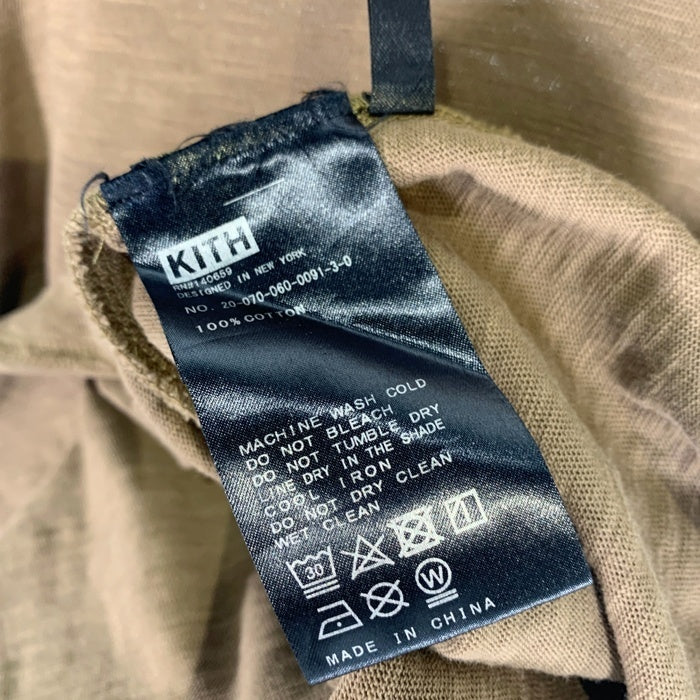 KITH
RN#140659
DESIGNED IN NEW YORK
NO. 20-070-060-0091-3-0
100% COTTON
MACHINE WASH COLD
DO NOT BLEACH
DO NOT TUMBLE DRY
LINE DRY IN THE SHADE
COOL IRON
DO NOT DRY CLEAN
WET CLEAN
30
W
MADE IN CHINA